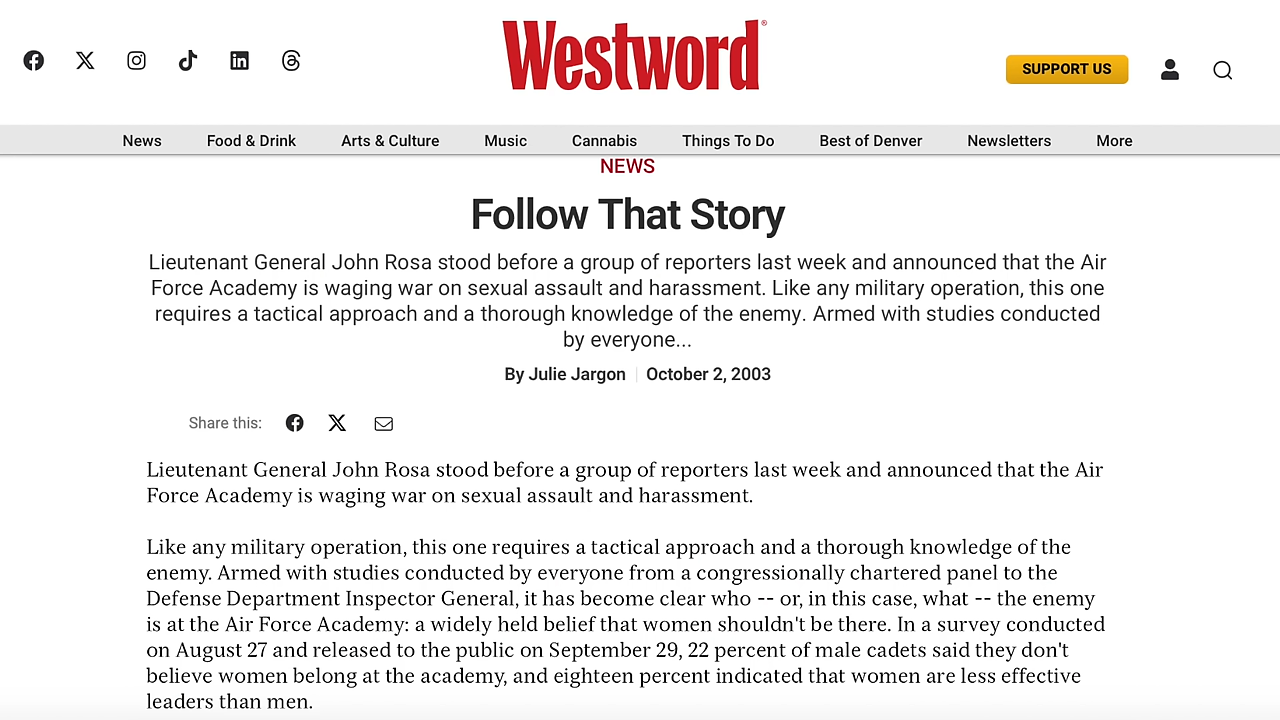 Westword®
SUPPORT US
News Food & Drink Arts & Culture Music Cannabis Things To Do Best of Denver Newsletters More
NEWS
Follow That Story
Lieutenant General John Rosa stood before a group of reporters last week and announced that the Air
Force Academy is waging war on sexual assault and harassment. Like any military operation, this one
requires a tactical approach and a thorough knowledge of the enemy. Armed with studies conducted
by everyone...
By Julie Jargon October 2, 2003
Share this:
Lieutenant General John Rosa stood before a group of reporters last week and announced that the Air
Force Academy is waging war on sexual assault and harassment.
Like any military operation, this one requires a tactical approach and a thorough knowledge of the
enemy. Armed with studies conducted by everyone from a congressionally chartered panel to the
Defense Department Inspector General, it has become clear who -- or, in this case, what -- the enemy
is at the Air Force Academy: a widely held belief that women shouldn't be there. In a survey conducted
on August 27 and released to the public on September 29, 22 percent of male cadets said they don't
believe women belong at the academy, and eighteen percent indicated that women are less effective
leaders than men.